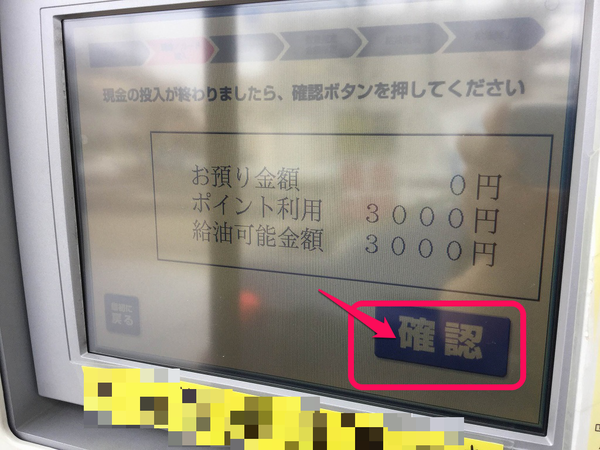 現金の投入が終わりましたら、確認ボタンを押してください
お預り金額 ０円
ポイント利用 ３０００円
給油可能金額 ３０００円
戻る
確認